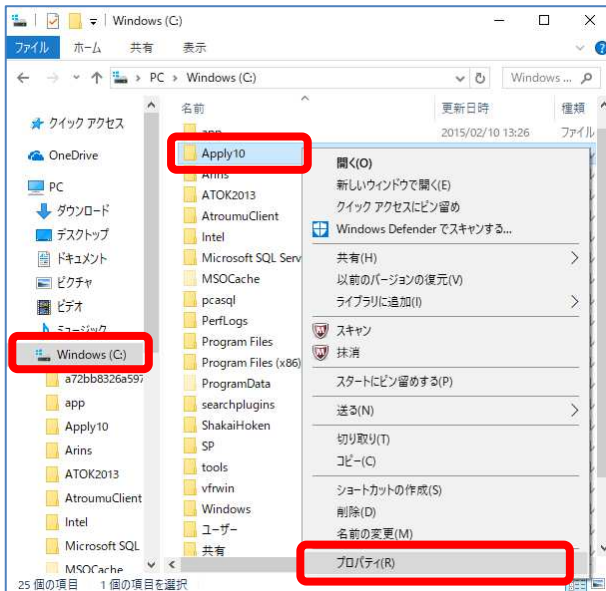 Windows (C:)
ファイル ホーム 共有 表示
PC > Windows (C:)
Windows ...
名前 更新日時 種類
クイック アクセス
OneDrive
PC
ダウンロード
デスクトップ
ドキュメント
ピクチャ
ビデオ
ミュージック
Windows (C:)
a72bb8326a597
app
Apply10
Arins
ATOK2013
AtroumuClient
Intel
Microsoft SQL
MSOCache
app 2015/02/10 13:26 ファイル
Apply10
Arins
ATOK2013
AtroumuClient
Intel
Microsoft SQL Serv
MSOCache
pcasql
PerfLogs
Program Files
Program Files (x86)
ProgramData
searchplugins
ShakaiHoken
SP
tools
vfrwin
Windows
ユーザー
共有
開く(O)
新しいウィンドウで開く(E)
クイック アクセスにピン留め
Windows Defender でスキャンする...
共有(H)
以前のバージョンの復元(V)
ライブラリに追加(I)
スキャン
抹消
スタートにピン留めする(P)
送る(N)
切り取り(T)
コピー(C)
ショートカットの作成(S)
削除(D)
名前の変更(M)
プロパティ(R)
25 個の項目 1 個の項目を選択